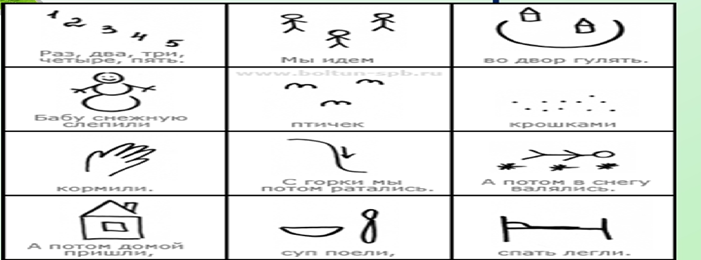 1 2 3 4 5
Раз, два, три,
четыре, пять.
Мы идем
во двор гулять.
www.boltun-spb.ru
Бабу снежную
слепили
птичек
крошками
кормили.
С горки мы
потом ратались.
А потом в снегу
валялись.
А потом домой
пришли,
суп поели,
спать легли.